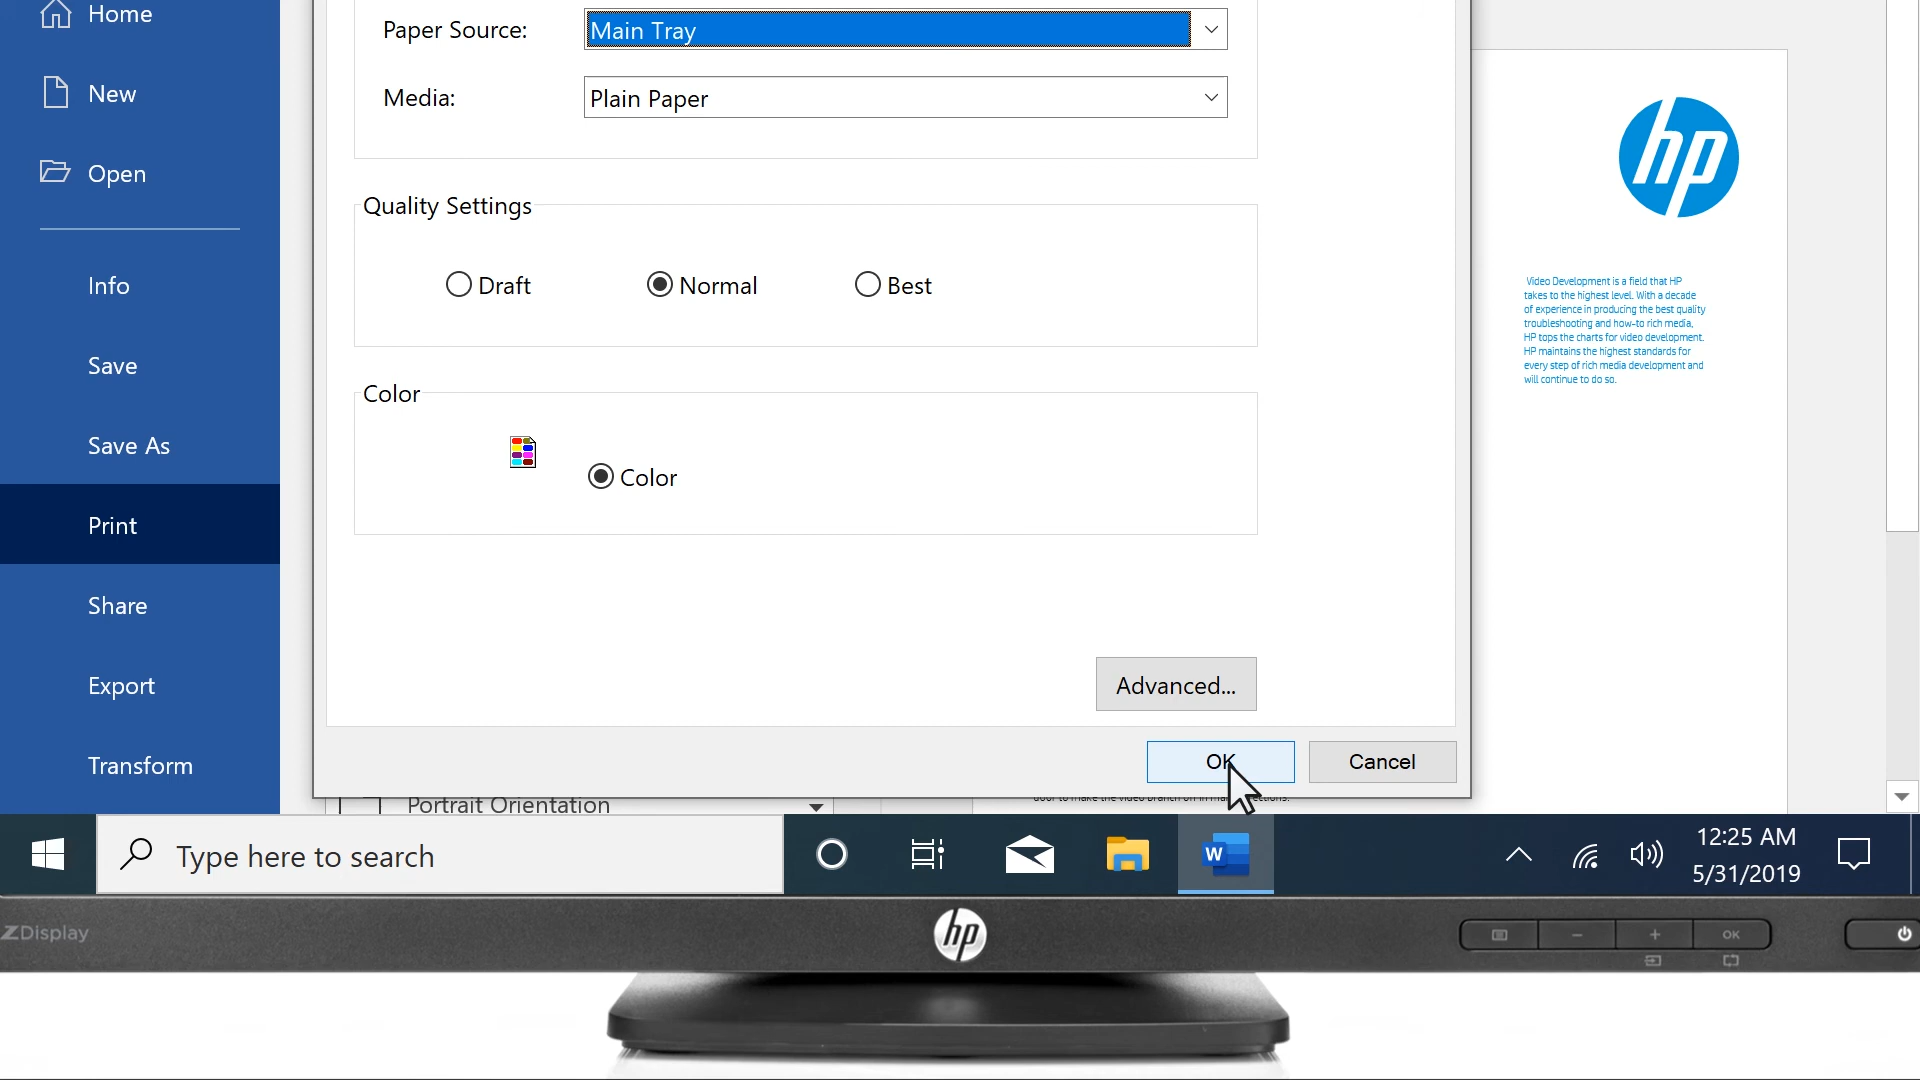 Home
New
Open
Info
Save
Save As
Print
Share
Export
Transform
Paper Source: Main Tray
Media: Plain Paper
Quality Settings
Draft Normal Best
Color
Color
Advanced...
OK Cancel
Portrait Orientation
hp
Video Development is a field that HP
takes to the highest level. With a decade
of experience in producing the best quality
troubleshooting and how-to rich media,
HP tops the charts for video development.
HP maintains the highest standards for
every step of rich media development and
will continue to do so.
Type here to search
W
12:25 AM
5/31/2019
ZDisplay
hp
OK